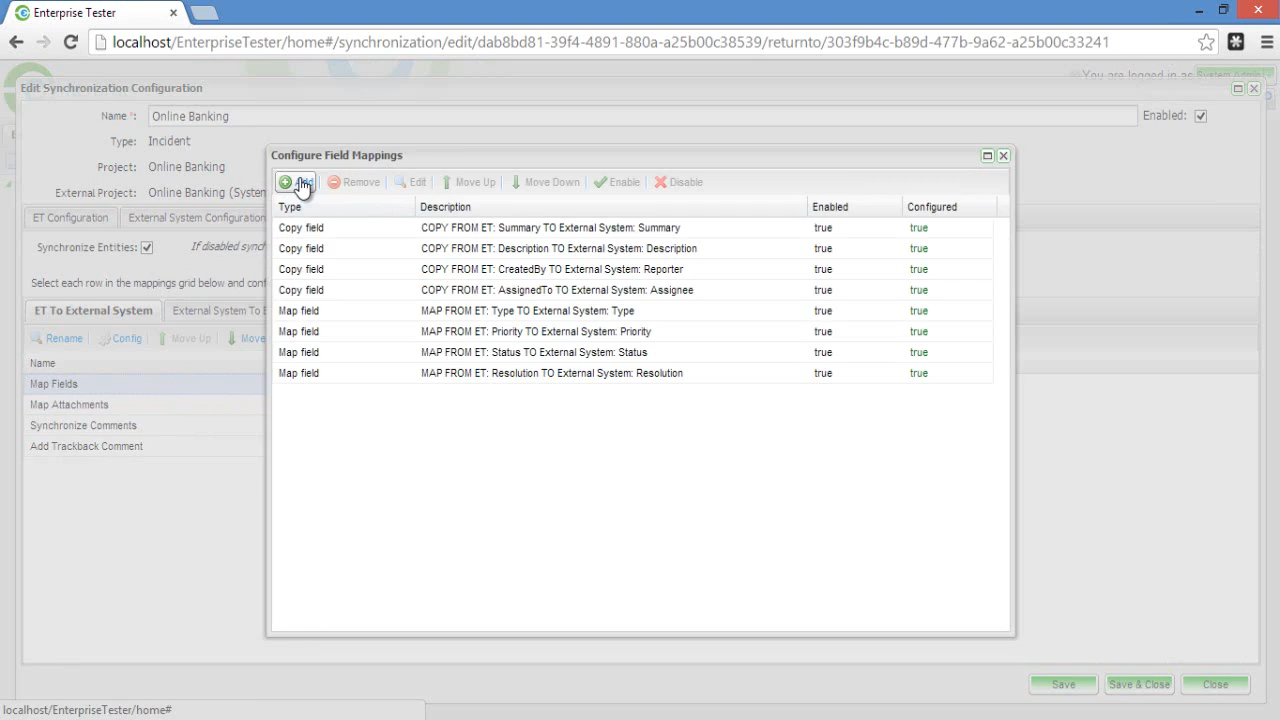 Enterprise Tester
localhost/EnterpriseTester/home#/synchronization/edit/dab8bd81-39f4-4891-880a-a25b00c38539/returnto/303f9b4c-b89d-477b-9a62-a25b00c33241
You are logged in as System Admin
Edit Synchronization Configuration
Name *: Online Banking Enabled:
Type: Incident
Project: Online Banking
External Project: Online Banking (System
ET Configuration External System Configuration
Synchronize Entities: If disabled synch
Select each row in the mappings grid below and conf
ET To External System External System To E
Rename Config Move Up Move
Name
Map Fields
Map Attachments
Synchronize Comments
Add Trackback Comment
Configure Field Mappings
Remove Edit Move Up Move Down Enable Disable
Type Description Enabled Configured
Copy field COPY FROM ET: Summary TO External System: Summary true true
Copy field COPY FROM ET: Description TO External System: Description true true
Copy field COPY FROM ET: CreatedBy TO External System: Reporter true true
Copy field COPY FROM ET: AssignedTo TO External System: Assignee true true
Map field MAP FROM ET: Type TO External System: Type true true
Map field MAP FROM ET: Priority TO External System: Priority true true
Map field MAP FROM ET: Status TO External System: Status true true
Map field MAP FROM ET: Resolution TO External System: Resolution true true
Save Save & Close Close
localhost/EnterpriseTester/home#